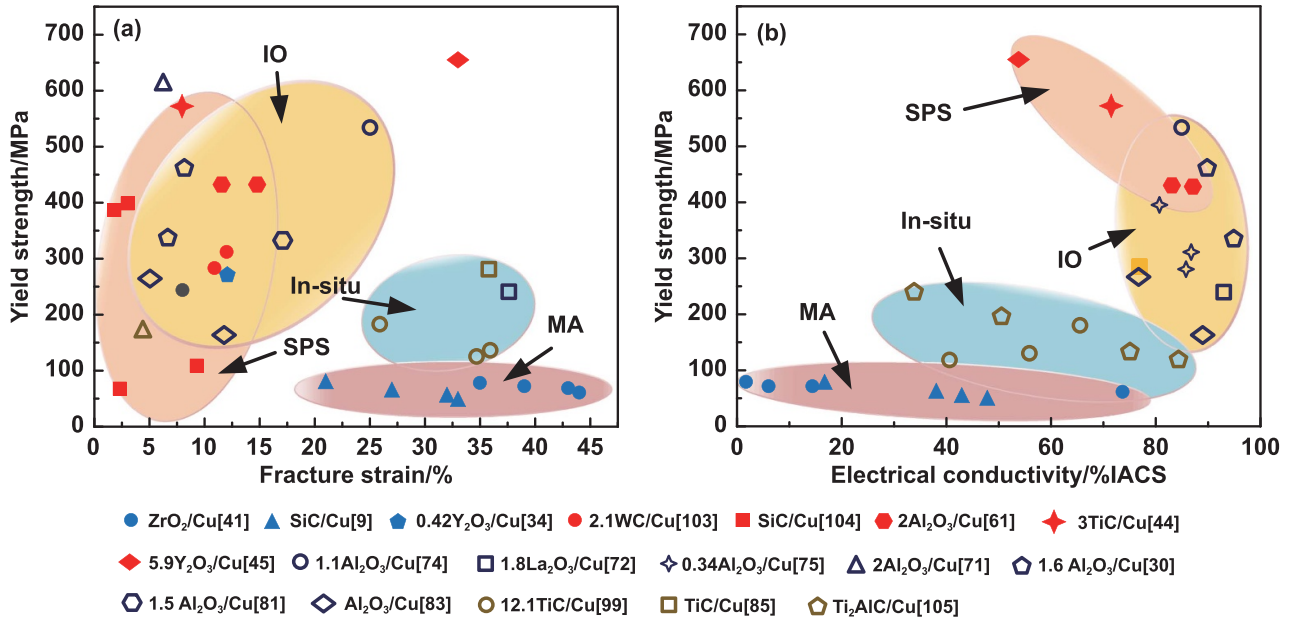 (a)
700
600
500
400
300
200
100
0
Yield strength/MPa
IO
In-situ
MA
SPS
0 5 10 15 20 25 30 35 40 45
Fracture strain/%
(b)
700
600
500
400
300
200
100
0
Yield strength/MPa
SPS
In-situ
IO
MA
0 20 40 60 80 100
Electrical conductivity/%IACS
ZrO₂/Cu[41] SiC/Cu[9] 0.42Y₂O₃/Cu[34] 2.1WC/Cu[103] SiC/Cu[104] 2Al₂O₃/Cu[61] 3TiC/Cu[44]
5.9Y₂O₃/Cu[45] 1.1Al₂O₃/Cu[74] 1.8La₂O₃/Cu[72] 0.34Al₂O₃/Cu[75] 2Al₂O₃/Cu[71] 1.6 Al₂O₃/Cu[30]
1.5 Al₂O₃/Cu[81] Al₂O₃/Cu[83] 12.1TiC/Cu[99] TiC/Cu[85] Ti₂AlC/Cu[105]